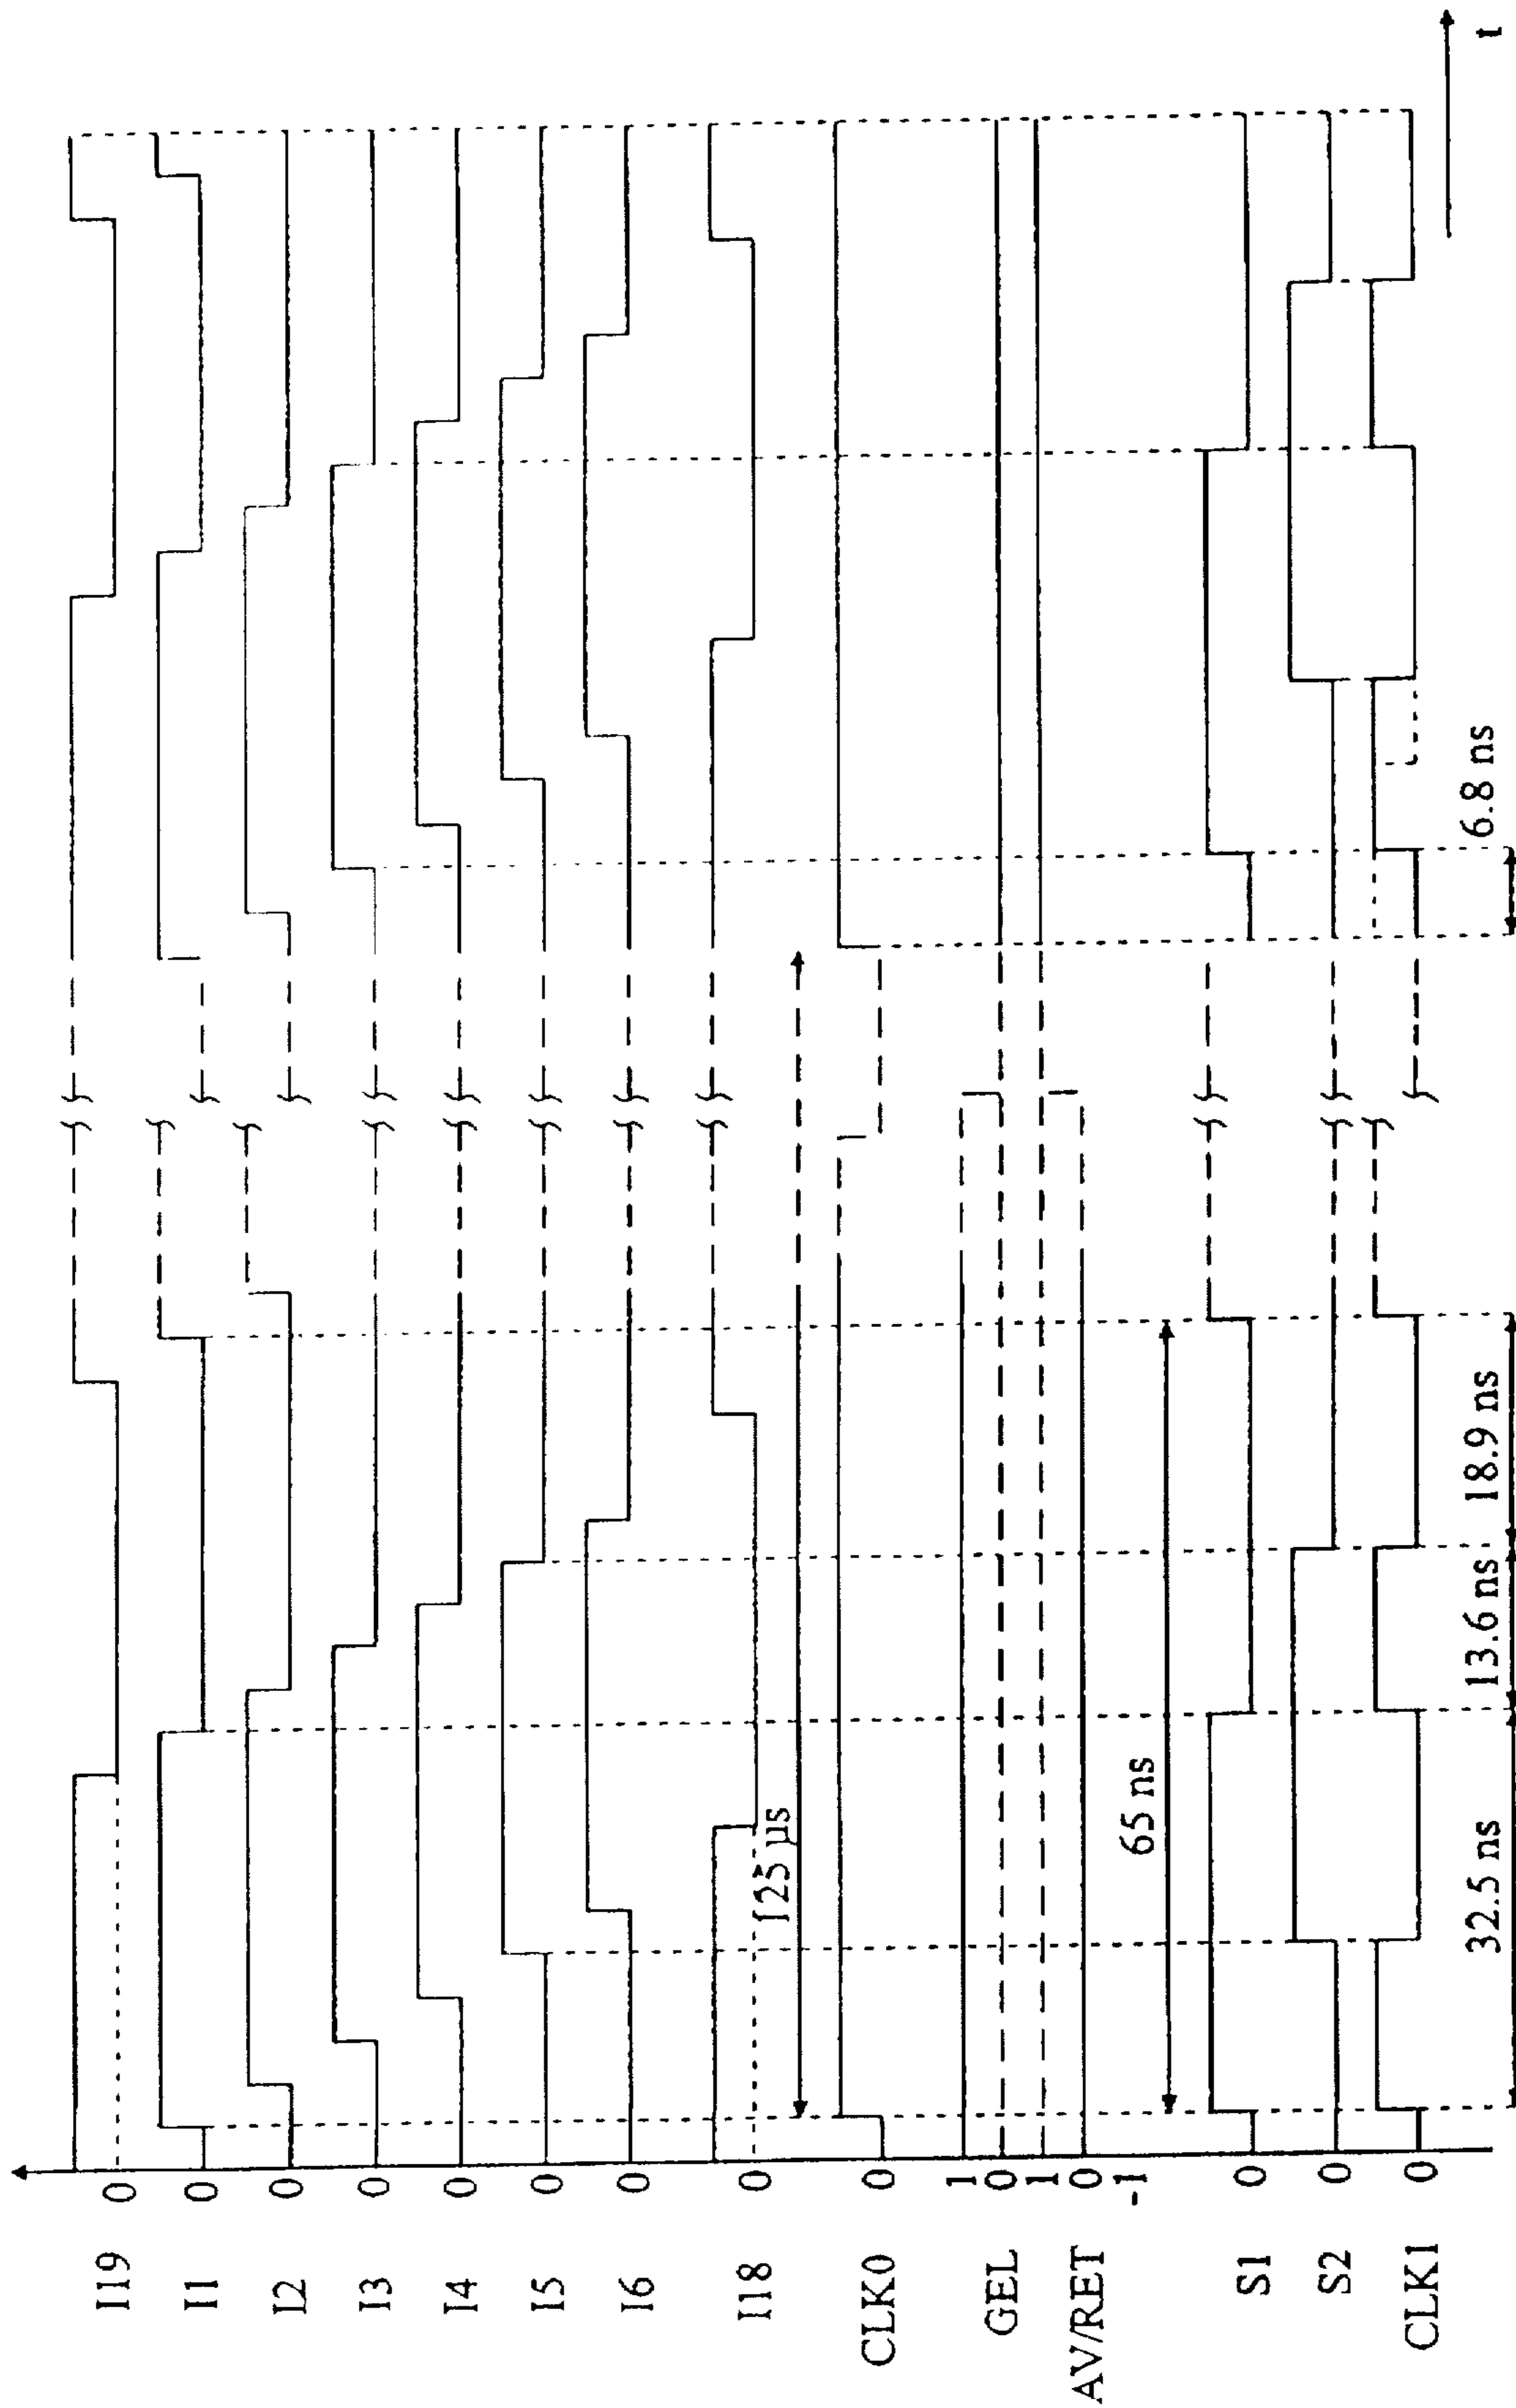 I19 0
I1 0
I2 0
I3 0
I4 0
I5 0
I6 0
I18 0
125 µs
CLK0 0
GEL 1 0
AV/RET 1 0 -1
65 ns
S1 0
S2 0
CLK1 0
32.5 ns 13.6 ns 18.9 ns 6.8 ns
t